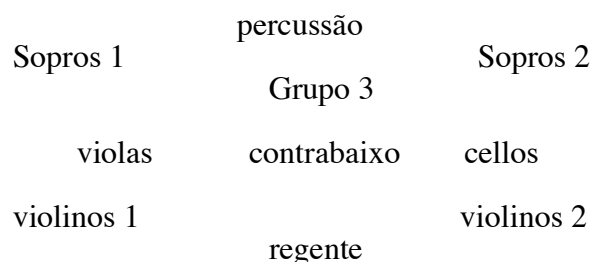 percussão
Sopros 1 Sopros 2
Grupo 3
violas contrabaixo cellos
violinos 1 violinos 2
regente